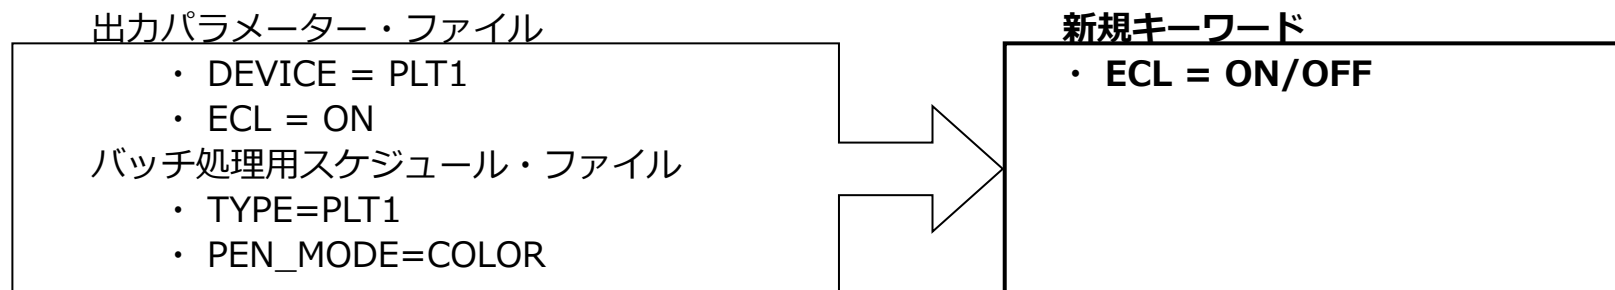 出力パラメーター・ファイル
・ DEVICE = PLT1
・ ECL = ON
バッチ処理用スケジュール・ファイル
・ TYPE=PLT1
・ PEN_MODE=COLOR
新規キーワード
・ ECL = ON/OFF